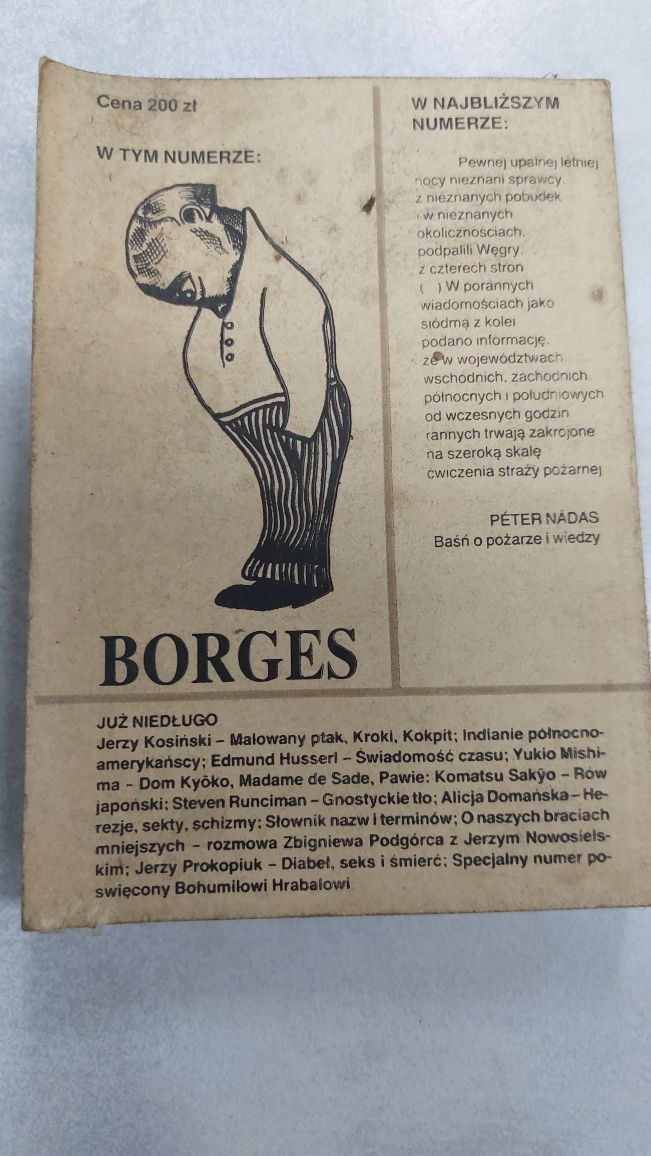 Cena 200 zł
W TYM NUMERZE:
BORGES
W NAJBLIŻSZYM
NUMERZE:
Pewnej upalnej letniej
nocy nieznani sprawcy
z nieznanych pobudek
i w nieznanych
okolicznościach,
podpalili Węgry,
z czterech stron
( ) W porannych
wiadomościach jako
siódmą z kolei
podano informację,
że w województwach
wschodnich, zachodnich,
północnych i południowych
od wczesnych godzin
rannych trwają zakrojone
na szeroką skalę
ćwiczenia straży pożarnej
PÉTER NÁDAS
Baśń o pożarze i wiedzy
JUŻ NIEDŁUGO
Jerzy Kosiński – Malowany ptak, Kroki, Kokpit; Indianie północno-
amerykańscy; Edmund Husserl – Świadomość czasu; Yukio Mishi-
ma - Dom Kyōko, Madame de Sade, Pawie; Komatsu Sakyō – Rów
japoński; Steven Runciman – Gnostyckie tło; Alicja Domańska – He-
rezje, sekty, schizmy; Słownik nazw i terminów; O naszych braciach
mniejszych – rozmowa Zbigniewa Podgórca z Jerzym Nowosiels-
kim; Jerzy Prokopiuk – Diabeł, seks i śmierć; Specjalny numer po-
święcony Bohumiłowi Hrabalowi